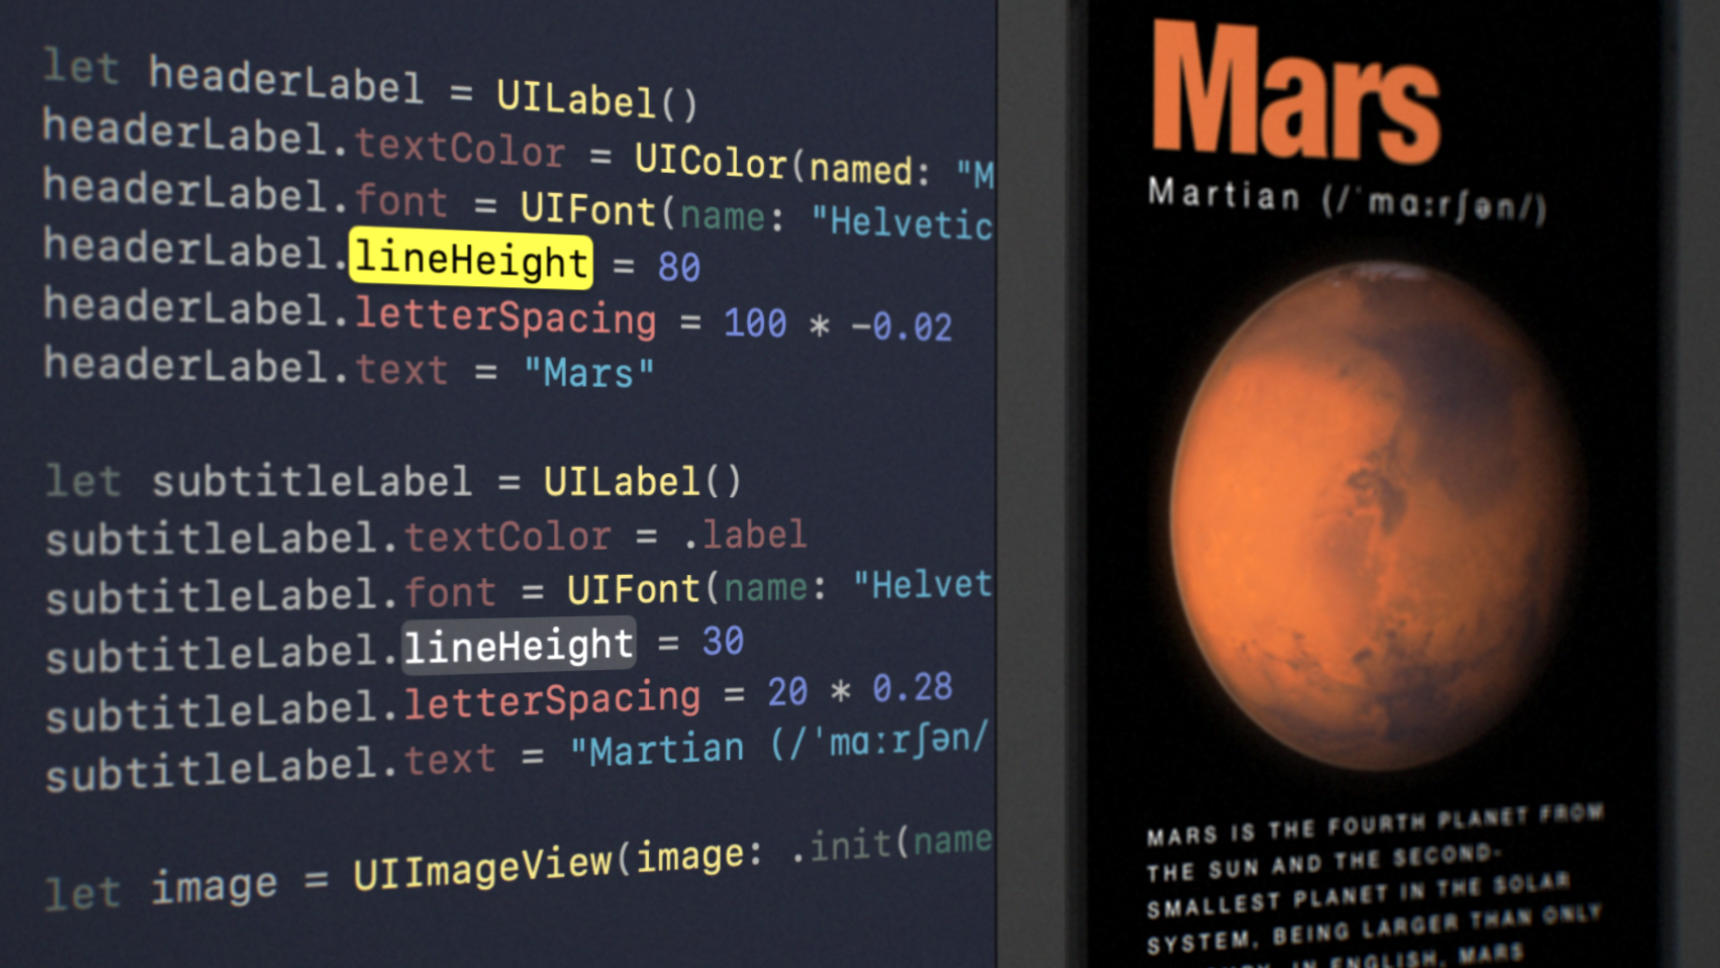 let headerLabel = UILabel()
headerLabel.textColor = UIColor(named: "M
headerLabel.font = UIFont(name: "Helvetic
headerLabel.lineHeight = 80
headerLabel.letterSpacing = 100 * -0.02
headerLabel.text = "Mars"
let subtitleLabel = UILabel()
subtitleLabel.textColor = .label
subtitleLabel.font = UIFont(name: "Helvet
subtitleLabel.lineHeight = 30
subtitleLabel.letterSpacing = 20 * 0.28
subtitleLabel.text = "Martian (/ˈmɑːrʃən/
let image = UIImageView(image: .init(name
Mars
Martian (/ˈmɑːrʃən/)
MARS IS THE FOURTH PLANET FROM
THE SUN AND THE SECOND-
SMALLEST PLANET IN THE SOLAR
SYSTEM, BEING LARGER THAN ONLY
IN ENGLISH, MARS